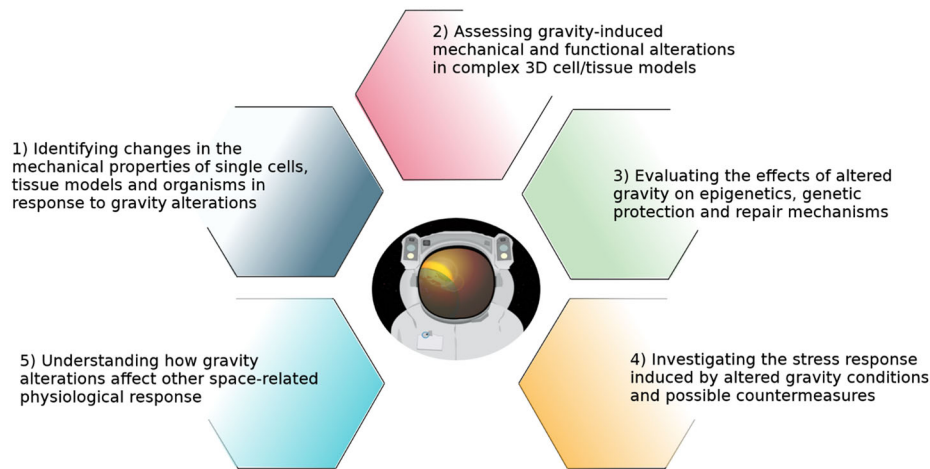 1) Identifying changes in the
mechanical properties of single cells,
tissue models and organisms in
response to gravity alterations
2) Assessing gravity-induced
mechanical and functional alterations
in complex 3D cell/tissue models
3) Evaluating the effects of altered
gravity on epigenetics, genetic
protection and repair mechanisms
4) Investigating the stress response
induced by altered gravity conditions
and possible countermeasures
5) Understanding how gravity
alterations affect other space-related
physiological response